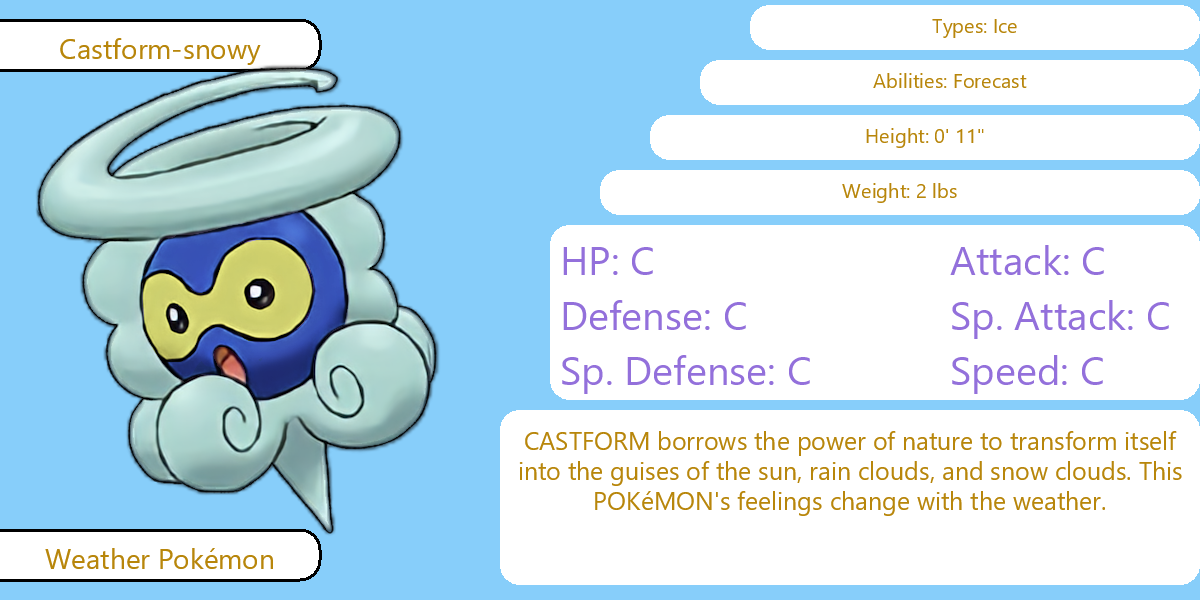 Castform-snowy
Types: Ice
Abilities: Forecast
Height: 0' 11"
Weight: 2 lbs
HP: C
Attack: C
Defense: C
Sp. Attack: C
Sp. Defense: C
Speed: C
CASTFORM borrows the power of nature to transform itself
into the guises of the sun, rain clouds, and snow clouds. This
POKéMON's feelings change with the weather.
Weather Pokémon